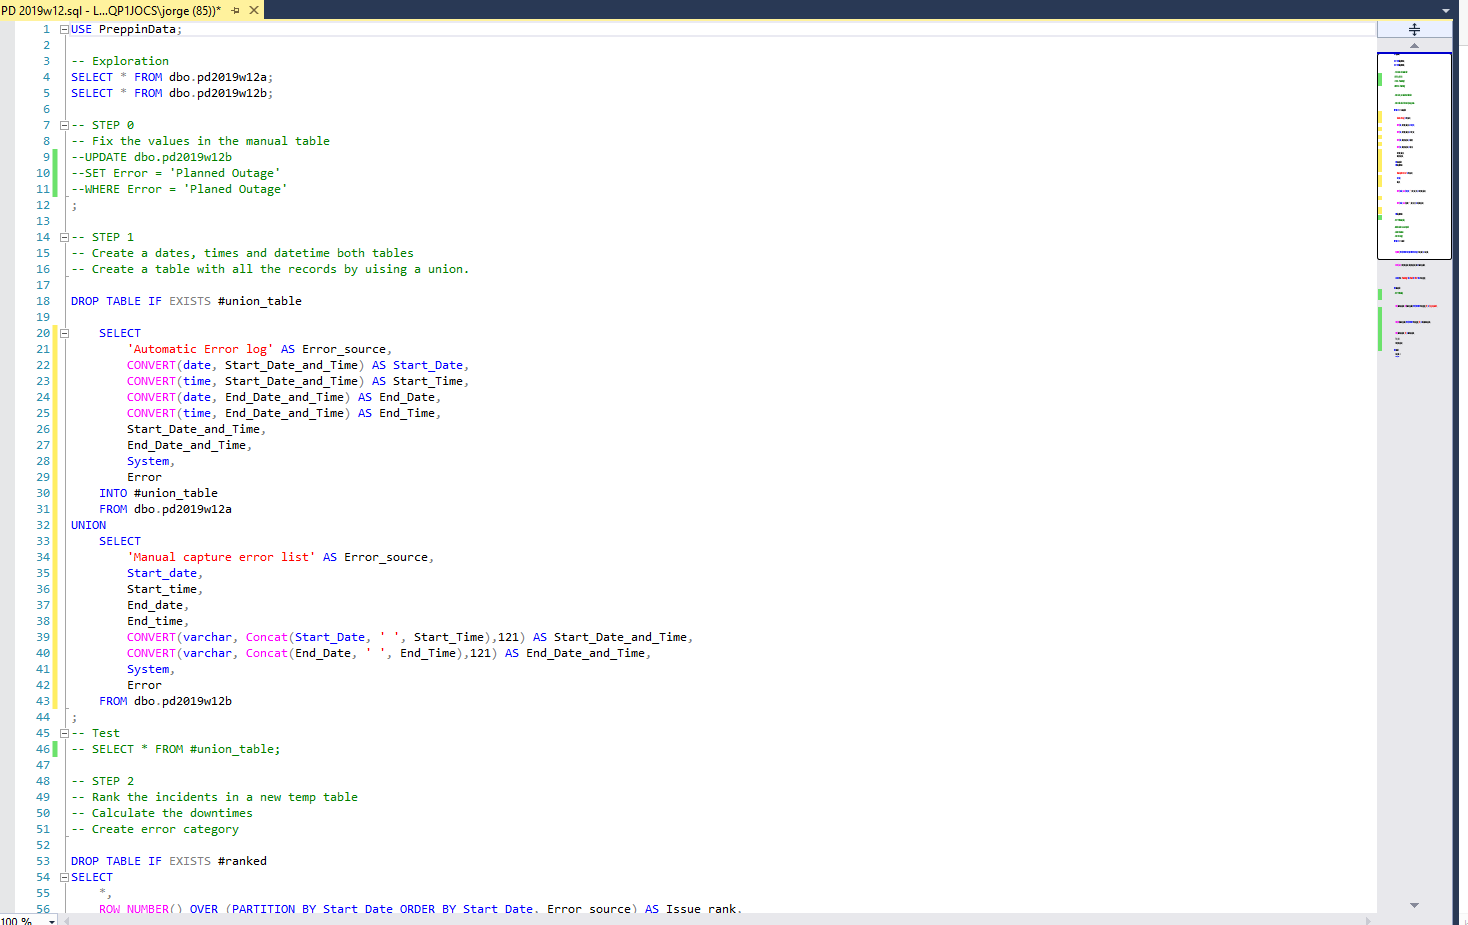 PD 2019w12.sql - L...QP1JOCS\jorge (85))*
1 USE PreppinData;
2
3 -- Exploration
4 SELECT * FROM dbo.pd2019w12a;
5 SELECT * FROM dbo.pd2019w12b;
6
7 -- STEP 0
8 -- Fix the values in the manual table
9 --UPDATE dbo.pd2019w12b
10 --SET Error = 'Planned Outage'
11 --WHERE Error = 'Planed Outage'
12 ;
13
14 -- STEP 1
15 -- Create a dates, times and datetime both tables
16 -- Create a table with all the records by uising a union.
17
18 DROP TABLE IF EXISTS #union_table
19
20 SELECT
21 'Automatic Error log' AS Error_source,
22 CONVERT(date, Start_Date_and_Time) AS Start_Date,
23 CONVERT(time, Start_Date_and_Time) AS Start_Time,
24 CONVERT(date, End_Date_and_Time) AS End_Date,
25 CONVERT(time, End_Date_and_Time) AS End_Time,
26 Start_Date_and_Time,
27 End_Date_and_Time,
28 System,
29 Error
30 INTO #union_table
31 FROM dbo.pd2019w12a
32 UNION
33 SELECT
34 'Manual capture error list' AS Error_source,
35 Start_date,
36 Start_time,
37 End_date,
38 End_time,
39 CONVERT(varchar, Concat(Start_Date, ' ', Start_Time),121) AS Start_Date_and_Time,
40 CONVERT(varchar, Concat(End_Date, ' ', End_Time),121) AS End_Date_and_Time,
41 System,
42 Error
43 FROM dbo.pd2019w12b
44 ;
45 -- Test
46 -- SELECT * FROM #union_table;
47
48 -- STEP 2
49 -- Rank the incidents in a new temp table
50 -- Calculate the downtimes
51 -- Create error category
52
53 DROP TABLE IF EXISTS #ranked
54 SELECT
55 *,
56 ROW_NUMBER() OVER (PARTITION BY Start_Date ORDER BY Start_Date, Error_source) AS Issue_rank,
100 %